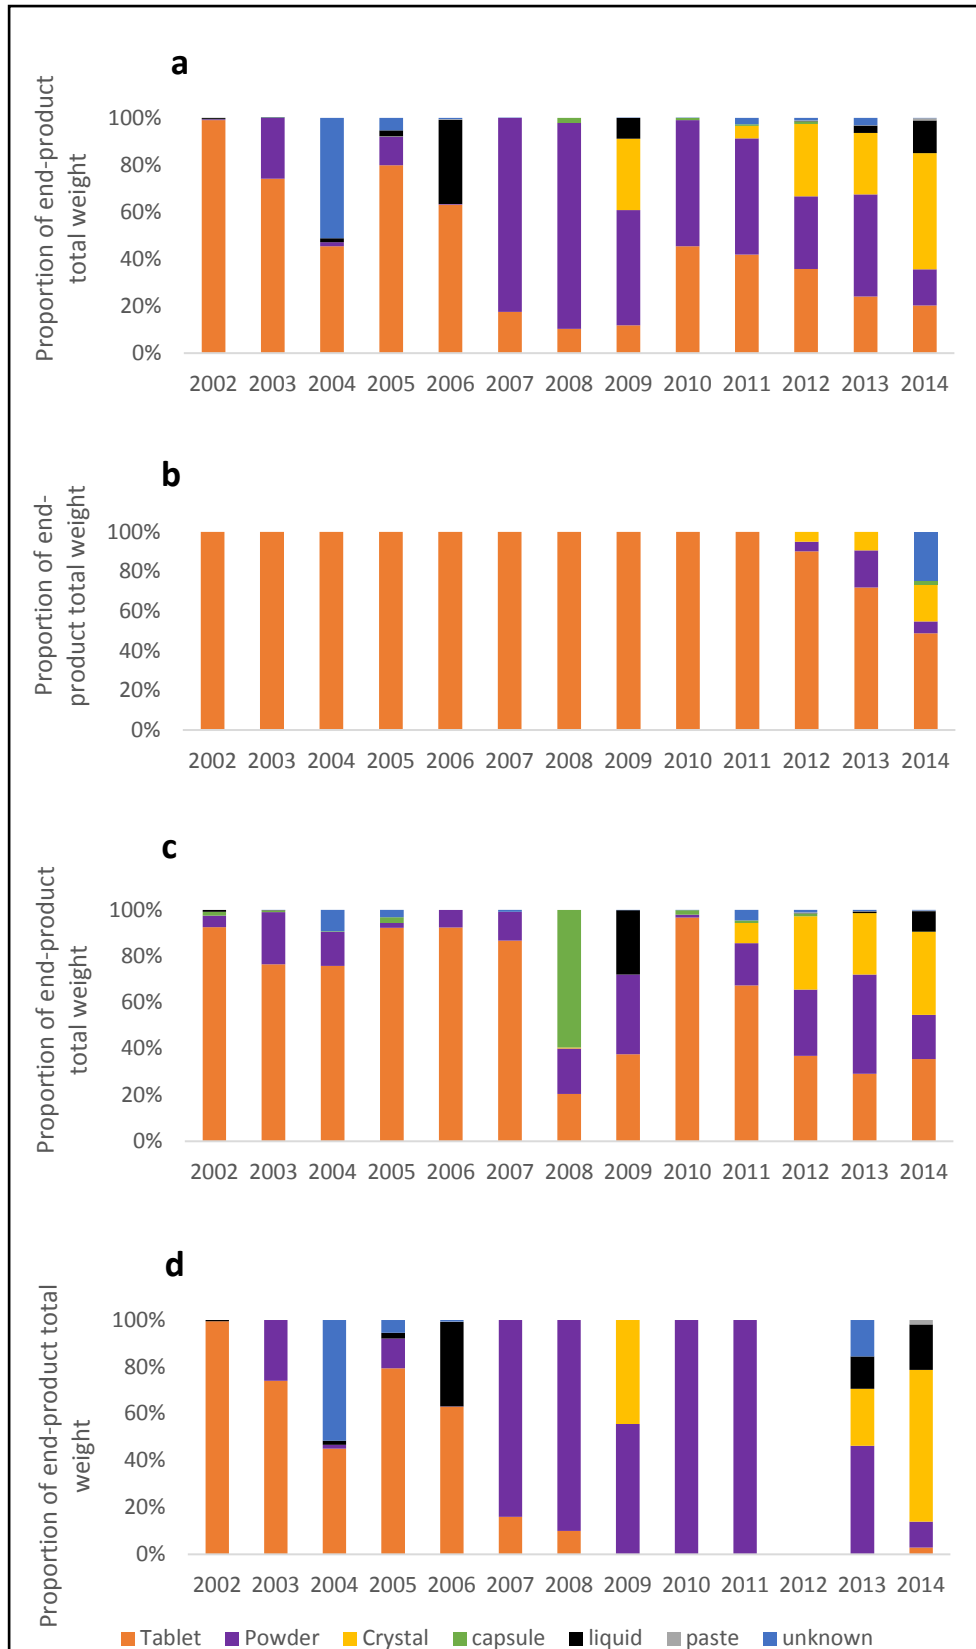 a
Proportion of end-product
total weight
100%
80%
60%
40%
20%
0%
2002 2003 2004 2005 2006 2007 2008 2009 2010 2011 2012 2013 2014
b
Proportion of end-
product total weight
100%
80%
60%
40%
20%
0%
2002 2003 2004 2005 2006 2007 2008 2009 2010 2011 2012 2013 2014
c
Proportion of end-product
total weight
100%
80%
60%
40%
20%
0%
2002 2003 2004 2005 2006 2007 2008 2009 2010 2011 2012 2013 2014
d
Proportion of end-product total
weight
100%
80%
60%
40%
20%
0%
2002 2003 2004 2005 2006 2007 2008 2009 2010 2011 2012 2013 2014
Tablet Powder Crystal capsule liquid paste unknown